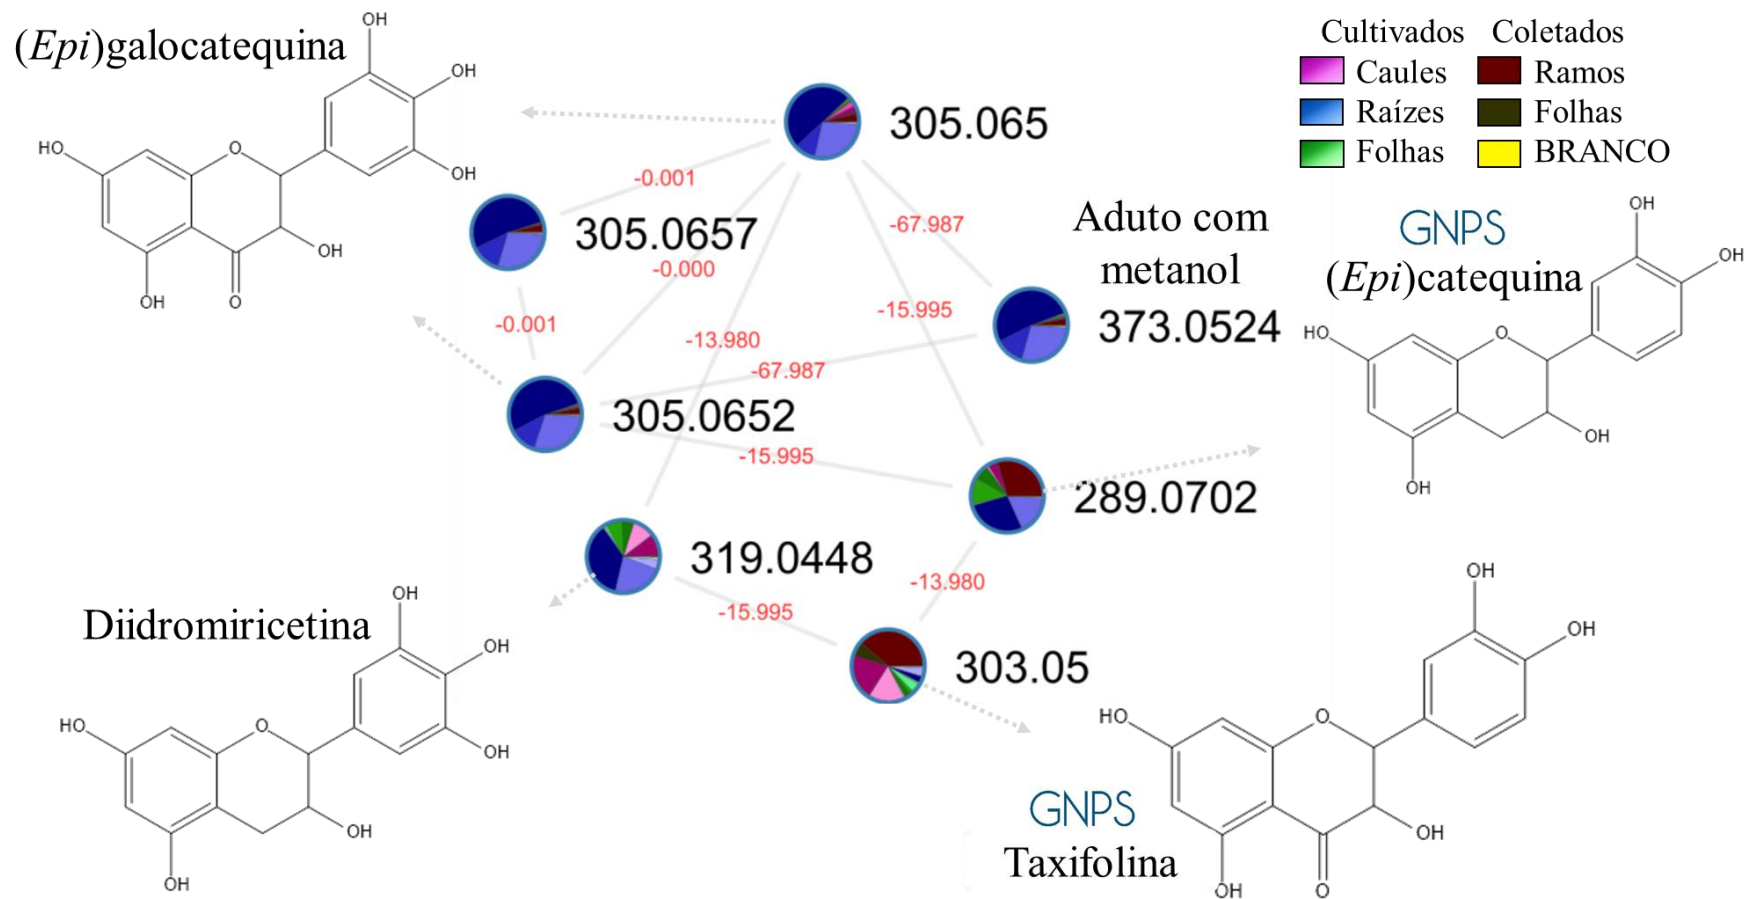 (Epi)galocatequina
OH
OH
OH
HO
O
OH
OH
O
Cultivados Coletados
Caules Ramos
Raízes Folhas
Folhas BRANCO
305.065
305.0657
305.0652
373.0524
289.0702
319.0448
303.05
-0.001
-0.000
-0.001
-67.987
-15.995
-13.980
-67.987
-15.995
-13.980
-15.995
Aduto com
metanol
GNPS
(Epi)catequina
OH
OH
HO
O
OH
OH
Diidromiricetina
OH
OH
OH
HO
O
OH
OH
GNPS
Taxifolina
OH
OH
HO
O
OH
OH
O